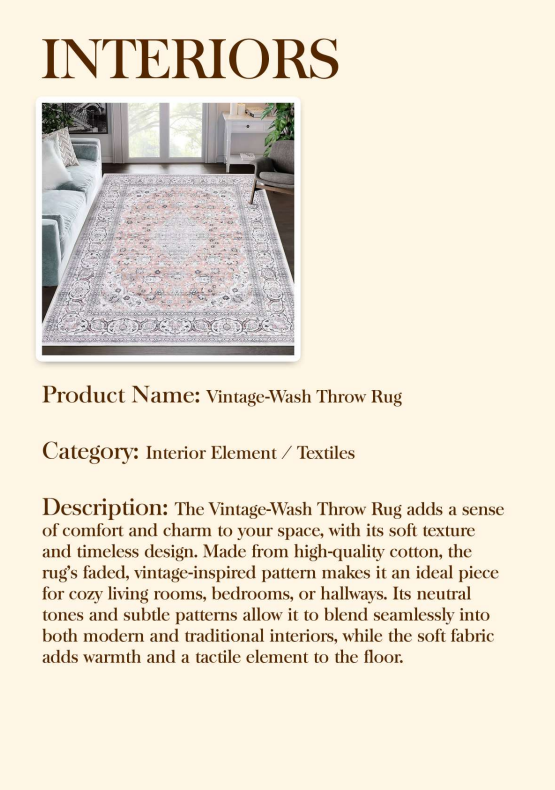 INTERIORS
Product Name: Vintage-Wash Throw Rug
Category: Interior Element / Textiles
Description: The Vintage-Wash Throw Rug adds a sense
of comfort and charm to your space, with its soft texture
and timeless design. Made from high-quality cotton, the
rug’s faded, vintage-inspired pattern makes it an ideal piece
for cozy living rooms, bedrooms, or hallways. Its neutral
tones and subtle patterns allow it to blend seamlessly into
both modern and traditional interiors, while the soft fabric
adds warmth and a tactile element to the floor.